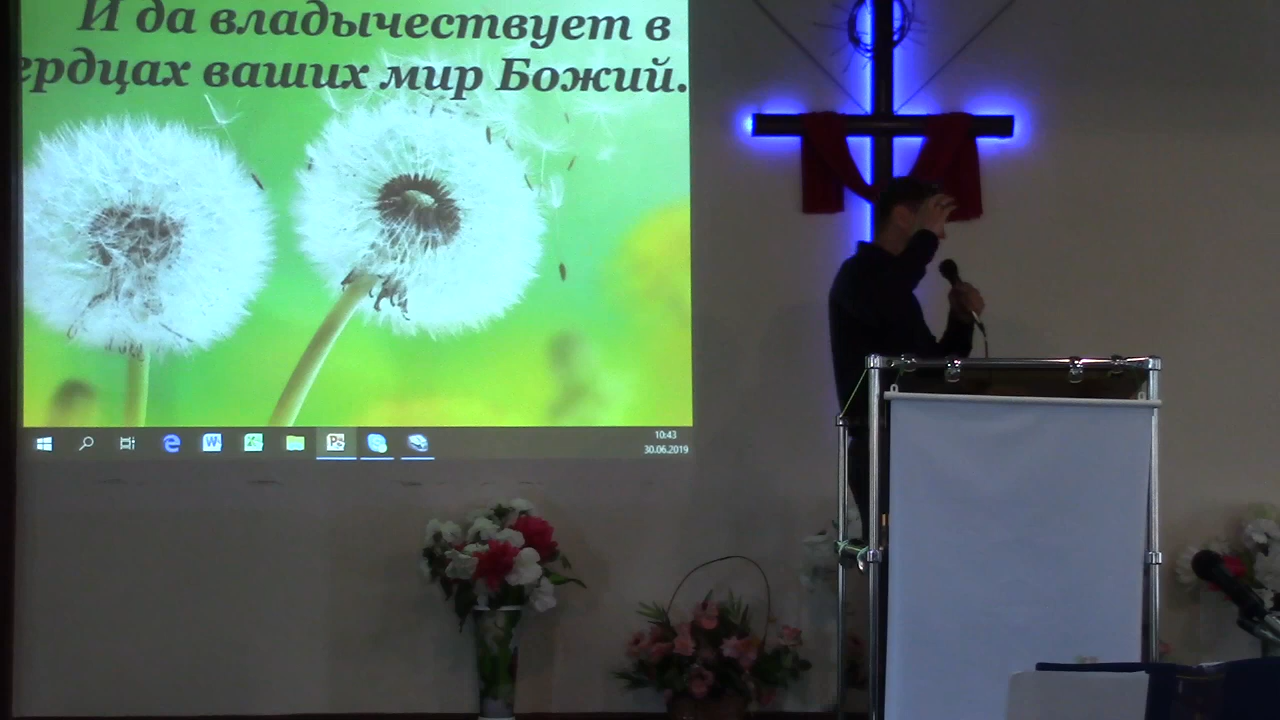 И да владычествует в
ердцах ваших мир Божий.
10:43
30.06.2019